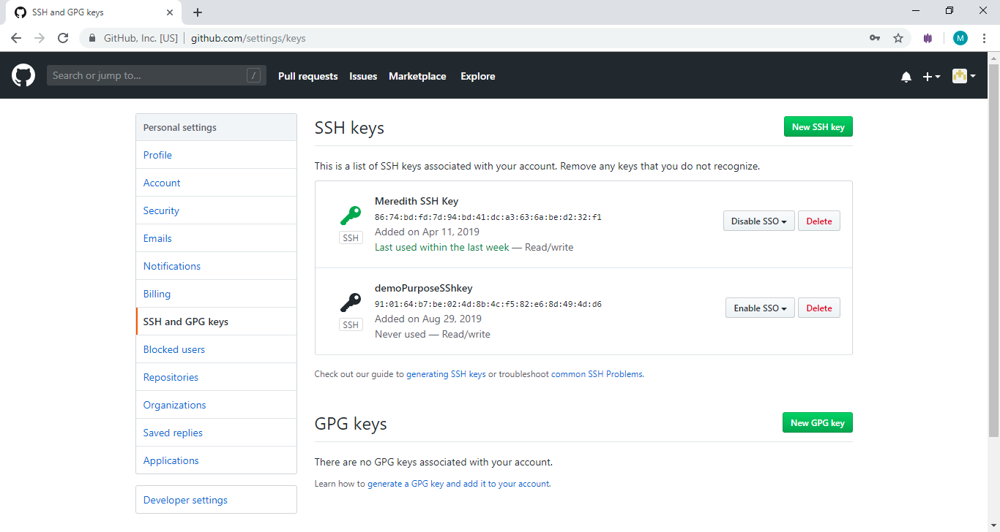 SSH and GPG keys
GitHub, Inc. [US] github.com/settings/keys
M
Search or jump to... /
Pull requests Issues Marketplace Explore
Personal settings
Profile
Account
Security
Emails
Notifications
Billing
SSH and GPG keys
Blocked users
Repositories
Organizations
Saved replies
Applications
Developer settings
SSH keys
New SSH key
This is a list of SSH keys associated with your account. Remove any keys that you do not recognize.
SSH
Meredith SSH Key
86:74:bd:fd:7d:94:bd:41:dc:a3:63:6a:be:d2:32:f1
Added on Apr 11, 2019
Last used within the last week — Read/write
Disable SSO
Delete
SSH
demoPurposeSShkey
91:01:64:b7:be:02:4d:8b:4c:f5:82:e6:8d:49:4d:d6
Added on Aug 29, 2019
Never used — Read/write
Enable SSO
Delete
Check out our guide to generating SSH keys or troubleshoot common SSH Problems.
GPG keys
New GPG key
There are no GPG keys associated with your account.
Learn how to generate a GPG key and add it to your account.